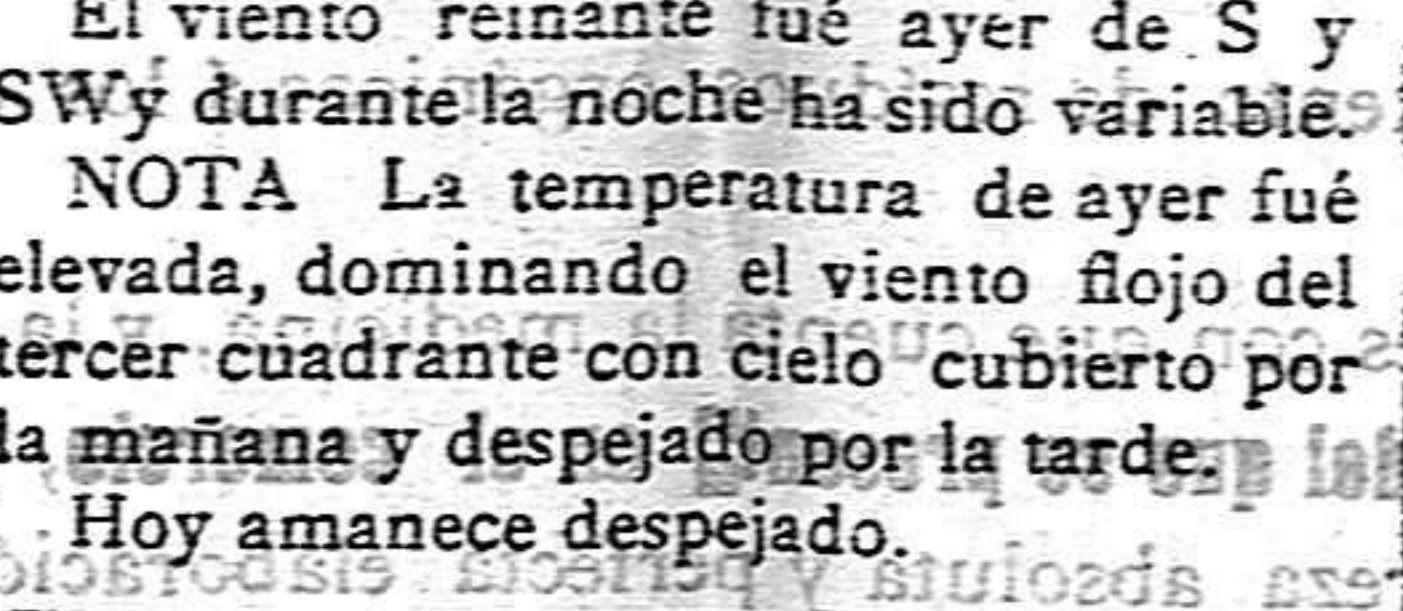 El viento reinante fué ayer de S y
SW y durante la noche ha sido variable.
NOTA La temperatura de ayer fué
elevada, dominando el viento flojo del
tercer cuadrante con cielo cubierto por
la mañana y despejado por la tarde.
Hoy amanece despejado.